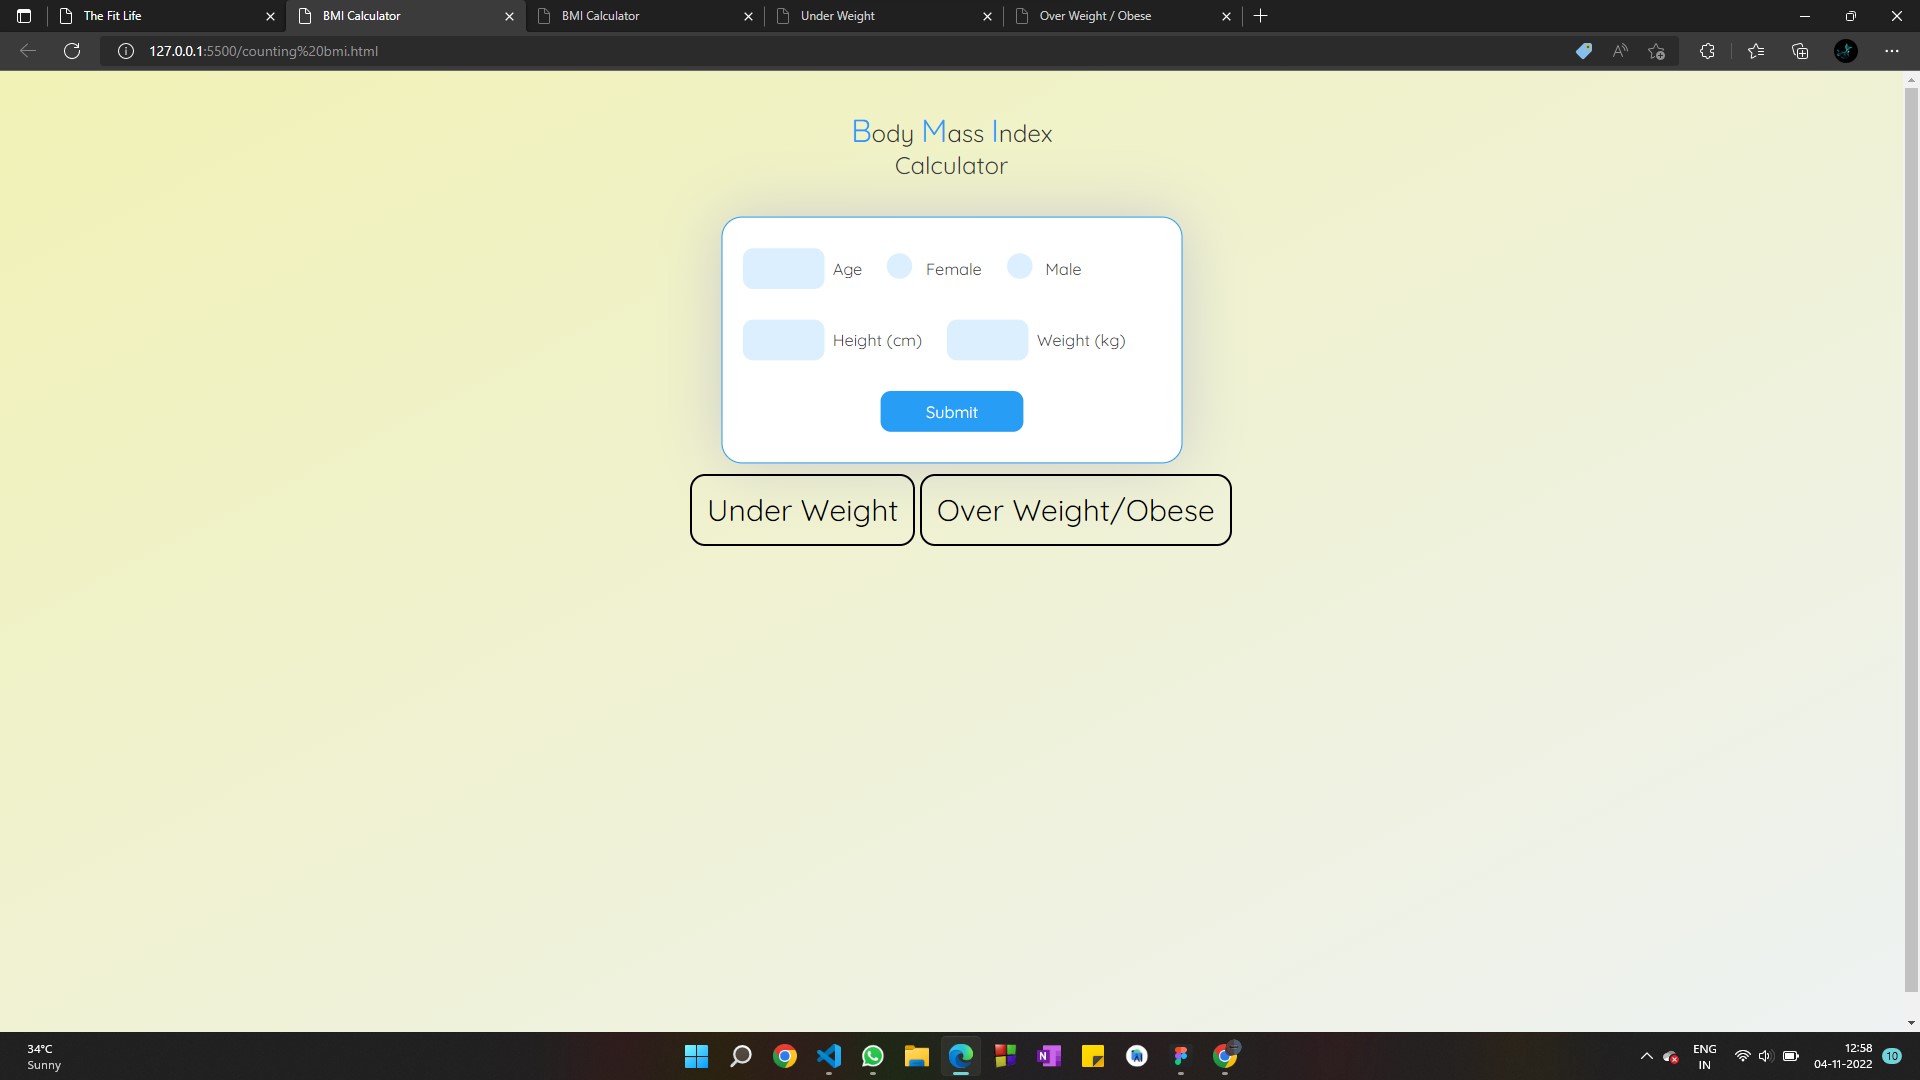 The Fit Life
BMI Calculator
BMI Calculator
Under Weight
Over Weight / Obese
127.0.0.1:5500/counting%20bmi.html
Body Mass Index
Calculator
Age Female Male
Height (cm) Weight (kg)
Submit
Under Weight Over Weight/Obese
34°C
Sunny
ENG
IN
12:58
04-11-2022
10